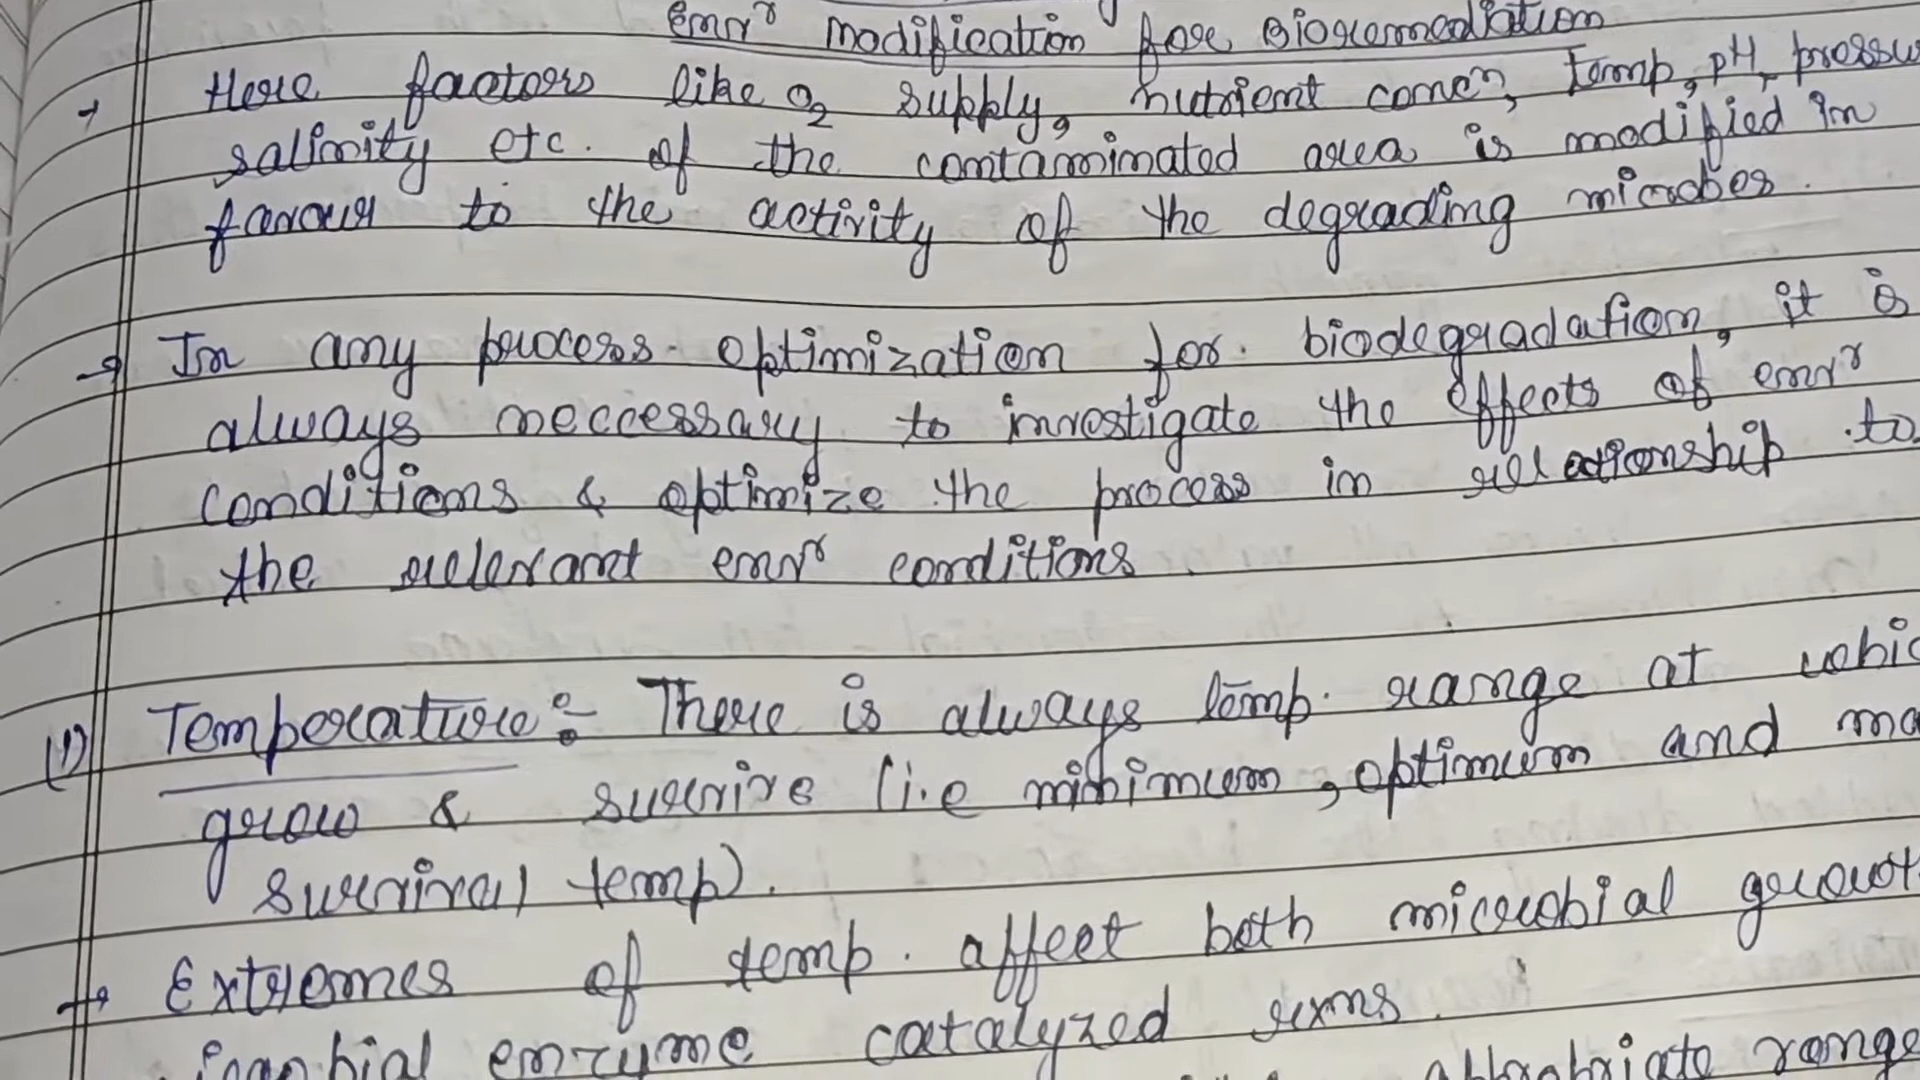 envr modification for Bioremediation
→ Here factors like O2 supply, nutrient concn, temp, pH, pressu
salinity etc. of the contaminated area is modified in
favour to the activity of the degrading microbes.
→ In any process optimization for biodegradation, it is
always neccessary to investigate the effects of envr
conditions & optimize the process in relationship to
the relevant envr conditions
(1) Temperature:- There is always temp. range at whic
grow & survive (i.e minimum, optimum and ma
survival temp).
→ Extremes of temp. affect both microbial growt
enzyme catalyzed rxns.
appropriate range